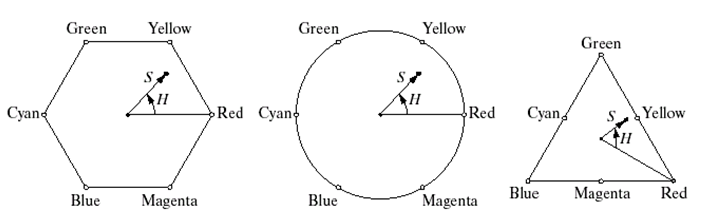 Green Yellow
S
H
Cyan Red
Blue Magenta
Green Yellow
S
H
Cyan Red
Blue Magenta
Green
Cyan S Yellow
H
Blue Magenta Red